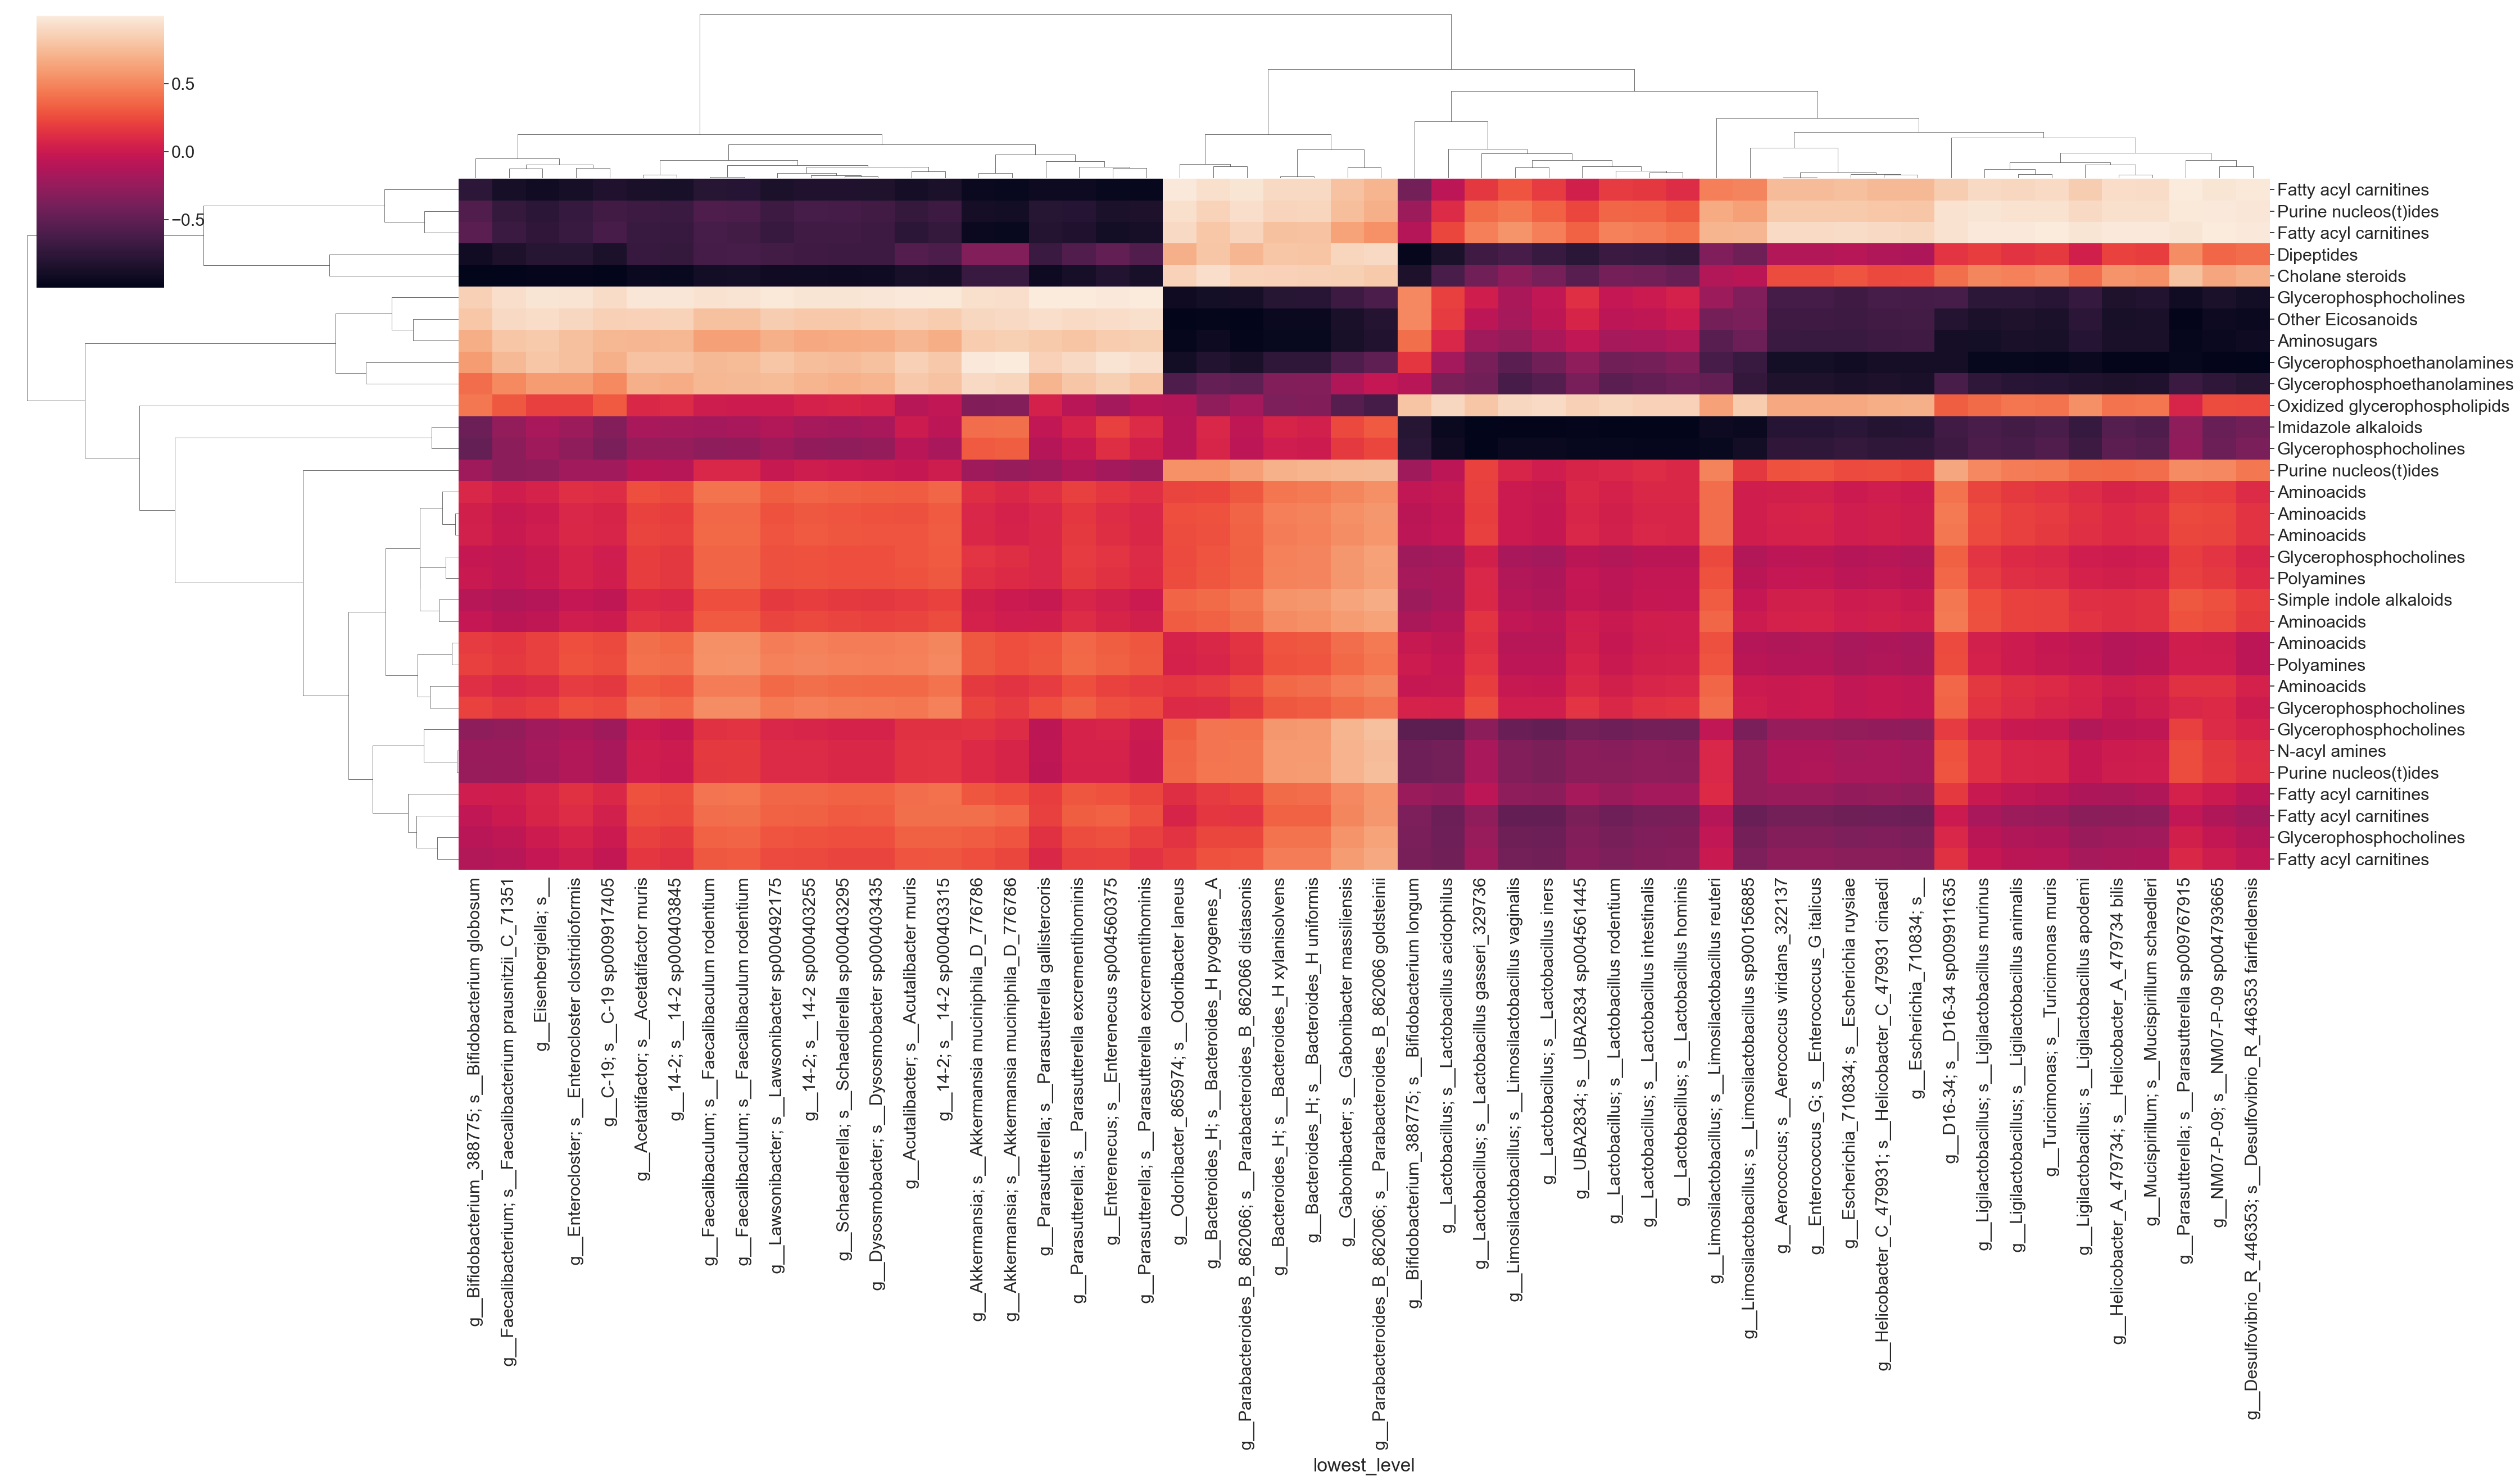 0.5
0.0
−0.5
Fatty acyl carnitines
Purine nucleos(t)ides
Fatty acyl carnitines
Dipeptides
Cholane steroids
Glycerophosphocholines
Other Eicosanoids
Aminosugars
Glycerophosphoethanolamines
Glycerophosphoethanolamines
Oxidized glycerophospholipids
Imidazole alkaloids
Glycerophosphocholines
Purine nucleos(t)ides
Aminoacids
Aminoacids
Aminoacids
Glycerophosphocholines
Polyamines
Simple indole alkaloids
Aminoacids
Aminoacids
Polyamines
Aminoacids
Glycerophosphocholines
Glycerophosphocholines
N-acyl amines
Purine nucleos(t)ides
Fatty acyl carnitines
Fatty acyl carnitines
Glycerophosphocholines
Fatty acyl carnitines
g__Bifidobacterium_388775; s__Bifidobacterium globosum
g__Faecalibacterium; s__Faecalibacterium prausnitzii_C_71351
g__Eisenbergiella; s__
g__Enterocloster; s__Enterocloster clostridioformis
g__C-19; s__C-19 sp009917405
g__Acetatifactor; s__Acetatifactor muris
g__14-2; s__14-2 sp000403845
g__Faecalibaculum; s__Faecalibaculum rodentium
g__Faecalibaculum; s__Faecalibaculum rodentium
g__Lawsonibacter; s__Lawsonibacter sp000492175
g__14-2; s__14-2 sp000403255
g__Schaedlerella; s__Schaedlerella sp000403295
g__Dysosmobacter; s__Dysosmobacter sp000403435
g__Acutalibacter; s__Acutalibacter muris
g__14-2; s__14-2 sp000403315
g__Akkermansia; s__Akkermansia muciniphila_D_776786
g__Akkermansia; s__Akkermansia muciniphila_D_776786
g__Parasutterella; s__Parasutterella gallistercoris
g__Parasutterella; s__Parasutterella excrementihominis
g__Enterenecus; s__Enterenecus sp004560375
g__Parasutterella; s__Parasutterella excrementihominis
g__Odoribacter_865974; s__Odoribacter laneus
g__Bacteroides_H; s__Bacteroides_H pyogenes_A
g__Parabacteroides_B_862066; s__Parabacteroides_B_862066 distasonis
g__Bacteroides_H; s__Bacteroides_H xylanisolvens
g__Bacteroides_H; s__Bacteroides_H uniformis
g__Gabonibacter; s__Gabonibacter massiliensis
g__Parabacteroides_B_862066; s__Parabacteroides_B_862066 goldsteinii
g__Bifidobacterium_388775; s__Bifidobacterium longum
g__Lactobacillus; s__Lactobacillus acidophilus
g__Lactobacillus; s__Lactobacillus gasseri_329736
g__Limosilactobacillus; s__Limosilactobacillus vaginalis
g__Lactobacillus; s__Lactobacillus iners
g__UBA2834; s__UBA2834 sp004561445
g__Lactobacillus; s__Lactobacillus rodentium
g__Lactobacillus; s__Lactobacillus intestinalis
g__Lactobacillus; s__Lactobacillus hominis
g__Limosilactobacillus; s__Limosilactobacillus reuteri
g__Limosilactobacillus; s__Limosilactobacillus sp900156885
g__Aerococcus; s__Aerococcus viridans_322137
g__Enterococcus_G; s__Enterococcus_G italicus
g__Escherichia_710834; s__Escherichia ruysiae
g__Helicobacter_C_479931; s__Helicobacter_C_479931 cinaedi
g__Escherichia_710834; s__
g__D16-34; s__D16-34 sp009911635
g__Ligilactobacillus; s__Ligilactobacillus murinus
g__Ligilactobacillus; s__Ligilactobacillus animalis
g__Turicimonas; s__Turicimonas muris
g__Ligilactobacillus; s__Ligilactobacillus apodemi
g__Helicobacter_A_479734; s__Helicobacter_A_479734 bilis
g__Mucispirillum; s__Mucispirillum schaedleri
g__Parasutterella; s__Parasutterella sp009767915
g__NM07-P-09; s__NM07-P-09 sp004793665
g__Desulfovibrio_R_446353; s__Desulfovibrio_R_446353 fairfieldensis
lowest_level